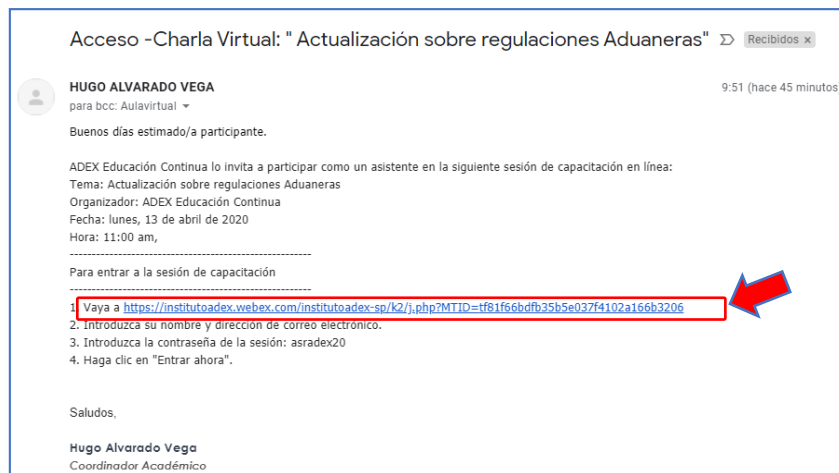 Acceso -Charla Virtual: " Actualización sobre regulaciones Aduaneras" Recibidos x
HUGO ALVARADO VEGA 9:51 (hace 45 minutos
para bcc: Aulavirtual
Buenos días estimado/a participante.
ADEX Educación Continua lo invita a participar como un asistente en la siguiente sesión de capacitación en línea:
Tema: Actualización sobre regulaciones Aduaneras
Organizador: ADEX Educación Continua
Fecha: lunes, 13 de abril de 2020
Hora: 11:00 am,
-------------------------------------------------------
Para entrar a la sesión de capacitación
-------------------------------------------------------
1. Vaya a https://institutoadex.webex.com/institutoadex-sp/k2/j.php?MTID=tf81f66bdfb35b5e037f4102a166b3206
2. Introduzca su nombre y dirección de correo electrónico.
3. Introduzca la contraseña de la sesión: asradex20
4. Haga clic en "Entrar ahora".
Saludos,
Hugo Alvarado Vega
Coordinador Académico